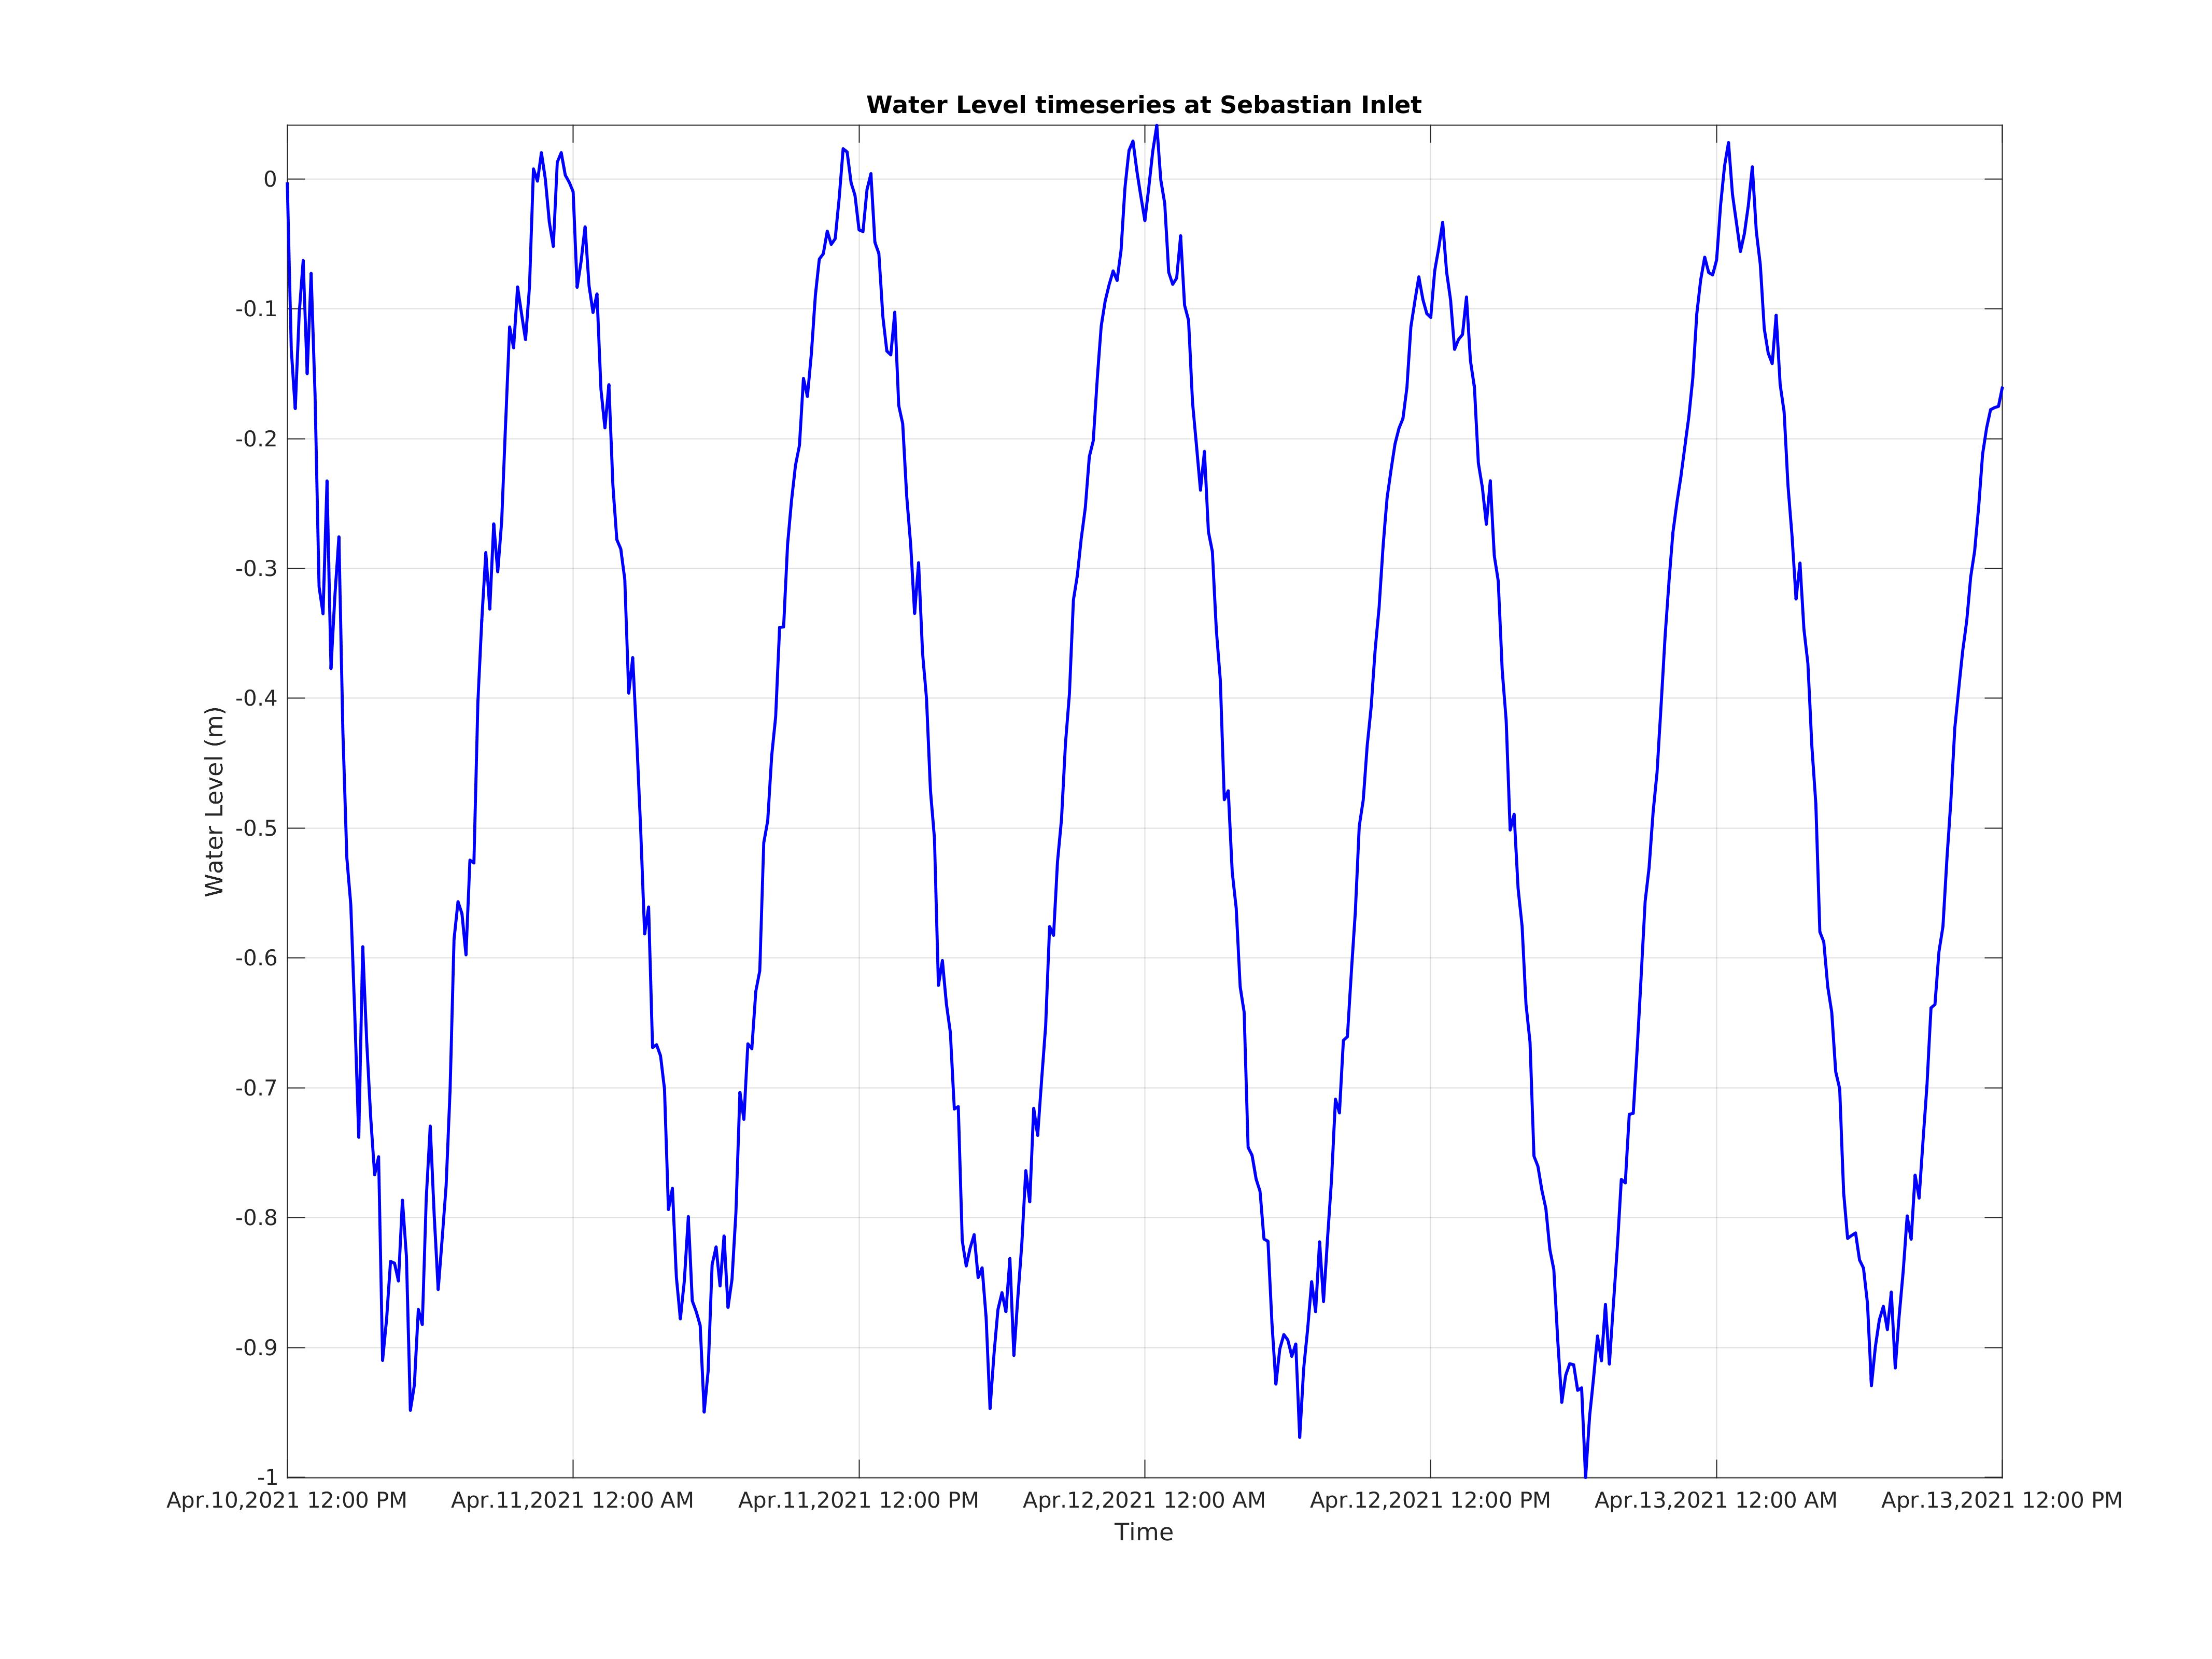 Water Level timeseries at Sebastian Inlet
0
-0.1
-0.2
-0.3
-0.4
-0.5
-0.6
-0.7
-0.8
-0.9
-1
Water Level (m)
Apr.10,2021 12:00 PM
Apr.11,2021 12:00 AM
Apr.11,2021 12:00 PM
Apr.12,2021 12:00 AM
Apr.12,2021 12:00 PM
Apr.13,2021 12:00 AM
Apr.13,2021 12:00 PM
Time